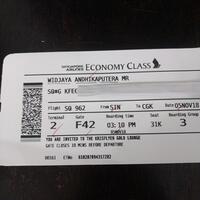 SINGAPORE AIRLINES ECONOMY CLASS
WIDJAYA ANDHIKAPUTERA MR
SQ*G KFEC
Flight From To Date
SQ 962 SIN CGK 05NOV18
Terminal Gate Boarding time Seat Boarding group
2 F42 03:10 PM 31K 3
05NOV18
YOU ARE INVITED TO THE KRISFLYER GOLD LOUNGE
GATE CLOSES 10 MINS BEFORE DEPARTURE